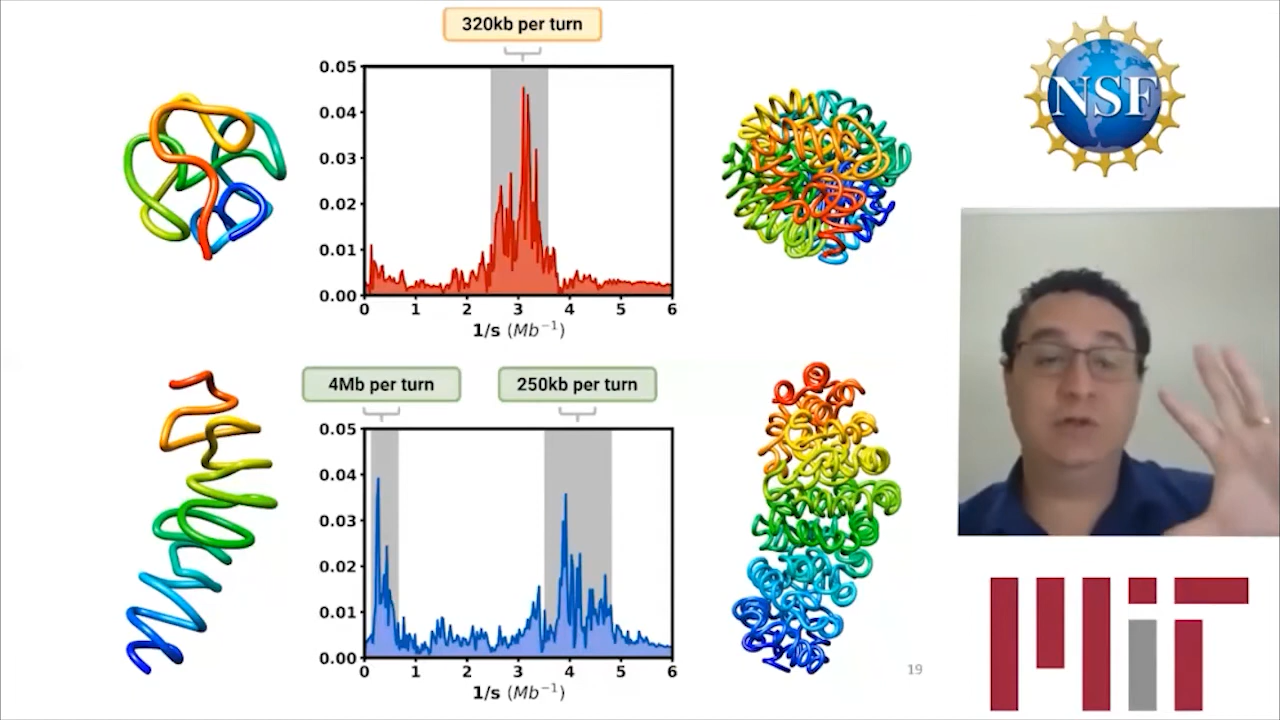 320kb per turn
0.05
0.04
0.03
0.02
0.01
0.00
0 1 2 3 4 5 6
1/s (Mb⁻¹)
4Mb per turn
250kb per turn
0.05
0.04
0.03
0.02
0.01
0.00
0 1 2 3 4 5 6
1/s (Mb⁻¹)
19
NSF
MiT